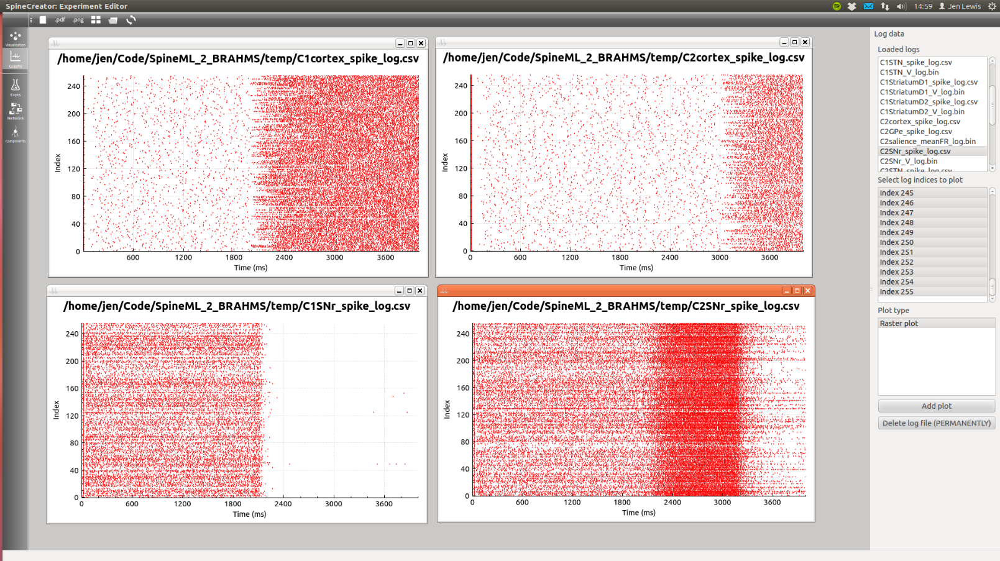 SpineCreator: Experiment Editor
14:59 Jen Lewis
.pdf .png
Visualisation
Graphs
Expts
Network
Components
/home/jen/Code/SpineML_2_BRAHMS/temp/C1cortex_spike_log.csv
240
200
160
120
80
40
0
Index
600 1200 1800 2400 3000 3600
Time (ms)
/home/jen/Code/SpineML_2_BRAHMS/temp/C2cortex_spike_log.csv
240
200
160
120
80
40
0
Index
0 600 1200 1800 2400 3000 3600
Time (ms)
/home/jen/Code/SpineML_2_BRAHMS/temp/C1SNr_spike_log.csv
240
200
160
120
80
40
0
Index
0 600 1200 1800 2400 3000 3600
Time (ms)
/home/jen/Code/SpineML_2_BRAHMS/temp/C2SNr_spike_log.csv
240
200
160
120
80
40
0
Index
0 600 1200 1800 2400 3000 3600
Time (ms)
Log data
Loaded logs
C1STN_spike_log.csv
C1STN_V_log.bin
C1StriatumD1_spike_log.csv
C1StriatumD1_V_log.bin
C1StriatumD2_spike_log.csv
C1StriatumD2_V_log.bin
C2cortex_spike_log.csv
C2GPe_spike_log.csv
C2salience_meanFR_log.bin
C2SNr_spike_log.csv
C2SNr_V_log.bin
C2STN_spike_log.csv
Select log indices to plot
Index 245
Index 246
Index 247
Index 248
Index 249
Index 250
Index 251
Index 252
Index 253
Index 254
Index 255
Plot type
Raster plot
Add plot
Delete log file (PERMANENTLY)